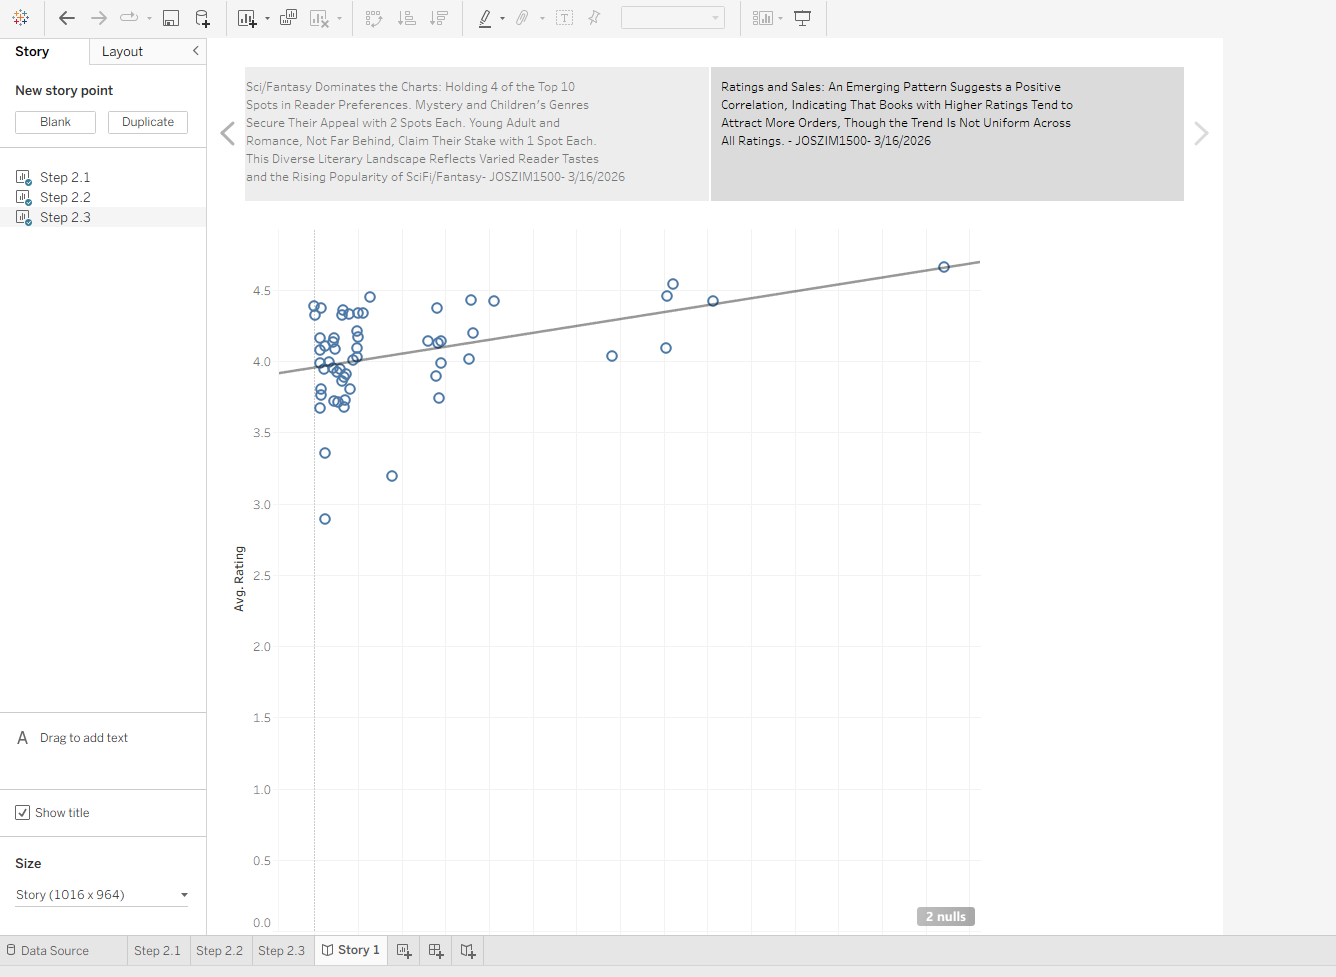 Story
Layout
New story point
Blank
Duplicate
Step 2.1
Step 2.2
Step 2.3
A Drag to add text
Show title
Size
Story (1016 x 964)
Sci/Fantasy Dominates the Charts: Holding 4 of the Top 10
Spots in Reader Preferences. Mystery and Children's Genres
Secure Their Appeal with 2 Spots Each. Young Adult and
Romance, Not Far Behind, Claim Their Stake with 1 Spot Each.
This Diverse Literary Landscape Reflects Varied Reader Tastes
and the Rising Popularity of SciFi/Fantasy- JOSZIM1500- 3/16/2026
Ratings and Sales: An Emerging Pattern Suggests a Positive
Correlation, Indicating That Books with Higher Ratings Tend to
Attract More Orders, Though the Trend Is Not Uniform Across
All Ratings. - JOSZIM1500- 3/16/2026
4.5
4.0
3.5
3.0
Avg. Rating
2.5
2.0
1.5
1.0
0.5
0.0
2 nulls
Data Source
Step 2.1
Step 2.2
Step 2.3
Story 1